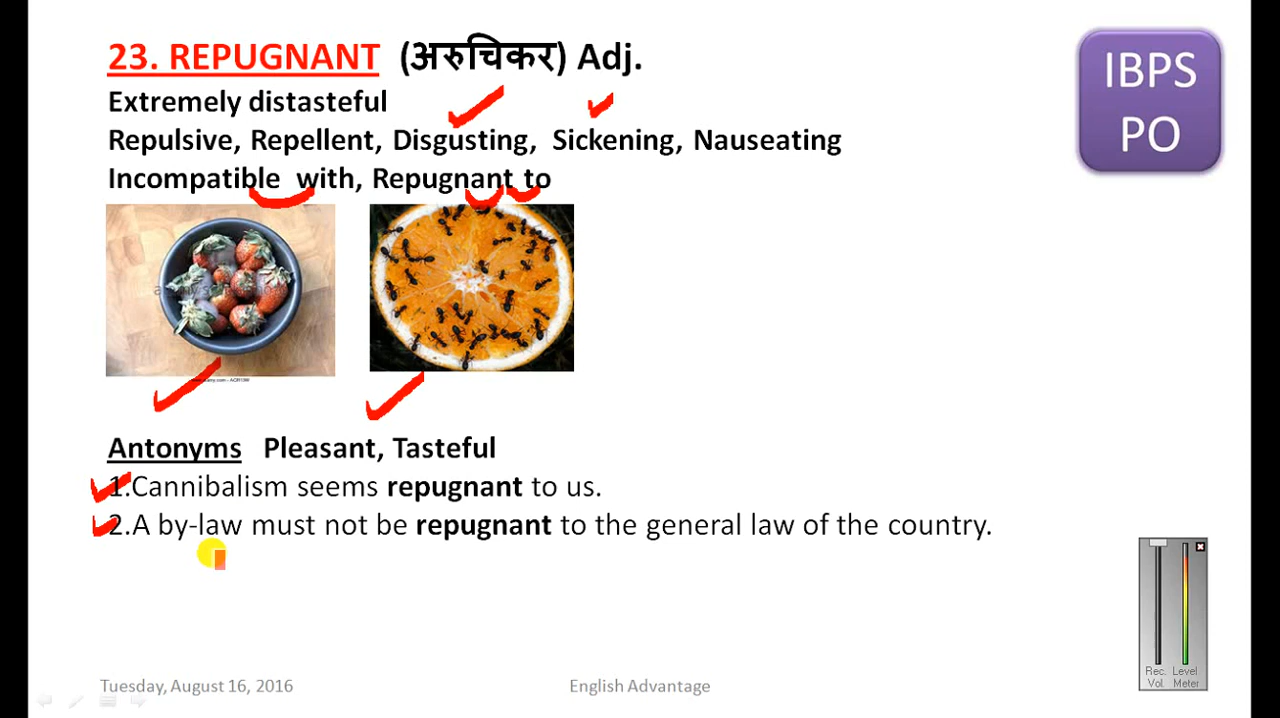 23. REPUGNANT (अरुचिकर) Adj.
Extremely distasteful
Repulsive, Repellent, Disgusting, Sickening, Nauseating
Incompatible with, Repugnant to
IBPS
PO
Antonyms Pleasant, Tasteful
1.Cannibalism seems repugnant to us.
2.A by-law must not be repugnant to the general law of the country.
Rec. Level
Vol. Meter
Tuesday, August 16, 2016 English Advantage